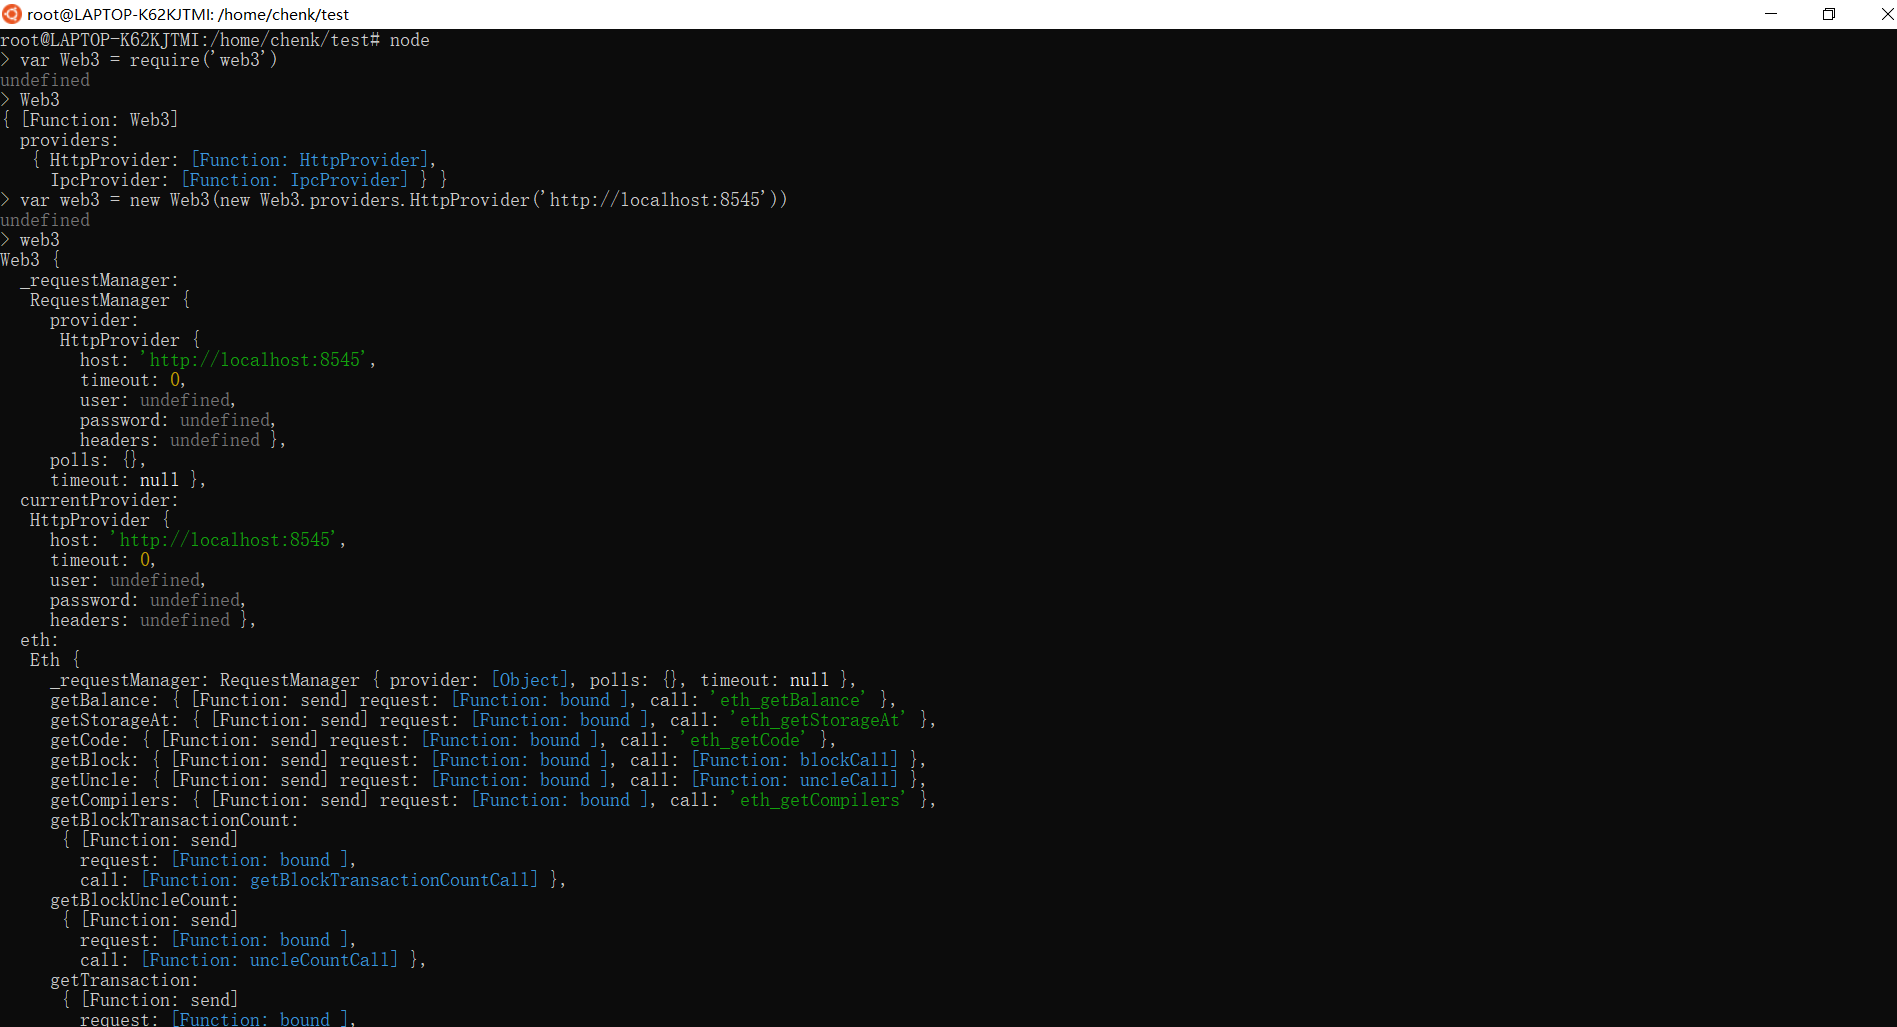 root@LAPTOP-K62KJTMI: /home/chenk/test
root@LAPTOP-K62KJTMI:/home/chenk/test# node
> var Web3 = require('web3')
undefined
> Web3
{ [Function: Web3]
  providers:
   { HttpProvider: [Function: HttpProvider],
     IpcProvider: [Function: IpcProvider] } }
> var web3 = new Web3(new Web3.providers.HttpProvider('http://localhost:8545'))
undefined
> web3
Web3 {
  _requestManager:
   RequestManager {
     provider:
      HttpProvider {
        host: 'http://localhost:8545',
        timeout: 0,
        user: undefined,
        password: undefined,
        headers: undefined },
     polls: {},
     timeout: null },
  currentProvider:
   HttpProvider {
     host: 'http://localhost:8545',
     timeout: 0,
     user: undefined,
     password: undefined,
     headers: undefined },
  eth:
   Eth {
     _requestManager: RequestManager { provider: [Object], polls: {}, timeout: null },
     getBalance: { [Function: send] request: [Function: bound ], call: 'eth_getBalance' },
     getStorageAt: { [Function: send] request: [Function: bound ], call: 'eth_getStorageAt' },
     getCode: { [Function: send] request: [Function: bound ], call: 'eth_getCode' },
     getBlock: { [Function: send] request: [Function: bound ], call: [Function: blockCall] },
     getUncle: { [Function: send] request: [Function: bound ], call: [Function: uncleCall] },
     getCompilers: { [Function: send] request: [Function: bound ], call: 'eth_getCompilers' },
     getBlockTransactionCount:
      { [Function: send]
        request: [Function: bound ],
        call: [Function: getBlockTransactionCountCall] },
     getBlockUncleCount:
      { [Function: send]
        request: [Function: bound ],
        call: [Function: uncleCountCall] },
     getTransaction:
      { [Function: send]
        request: [Function: bound ],